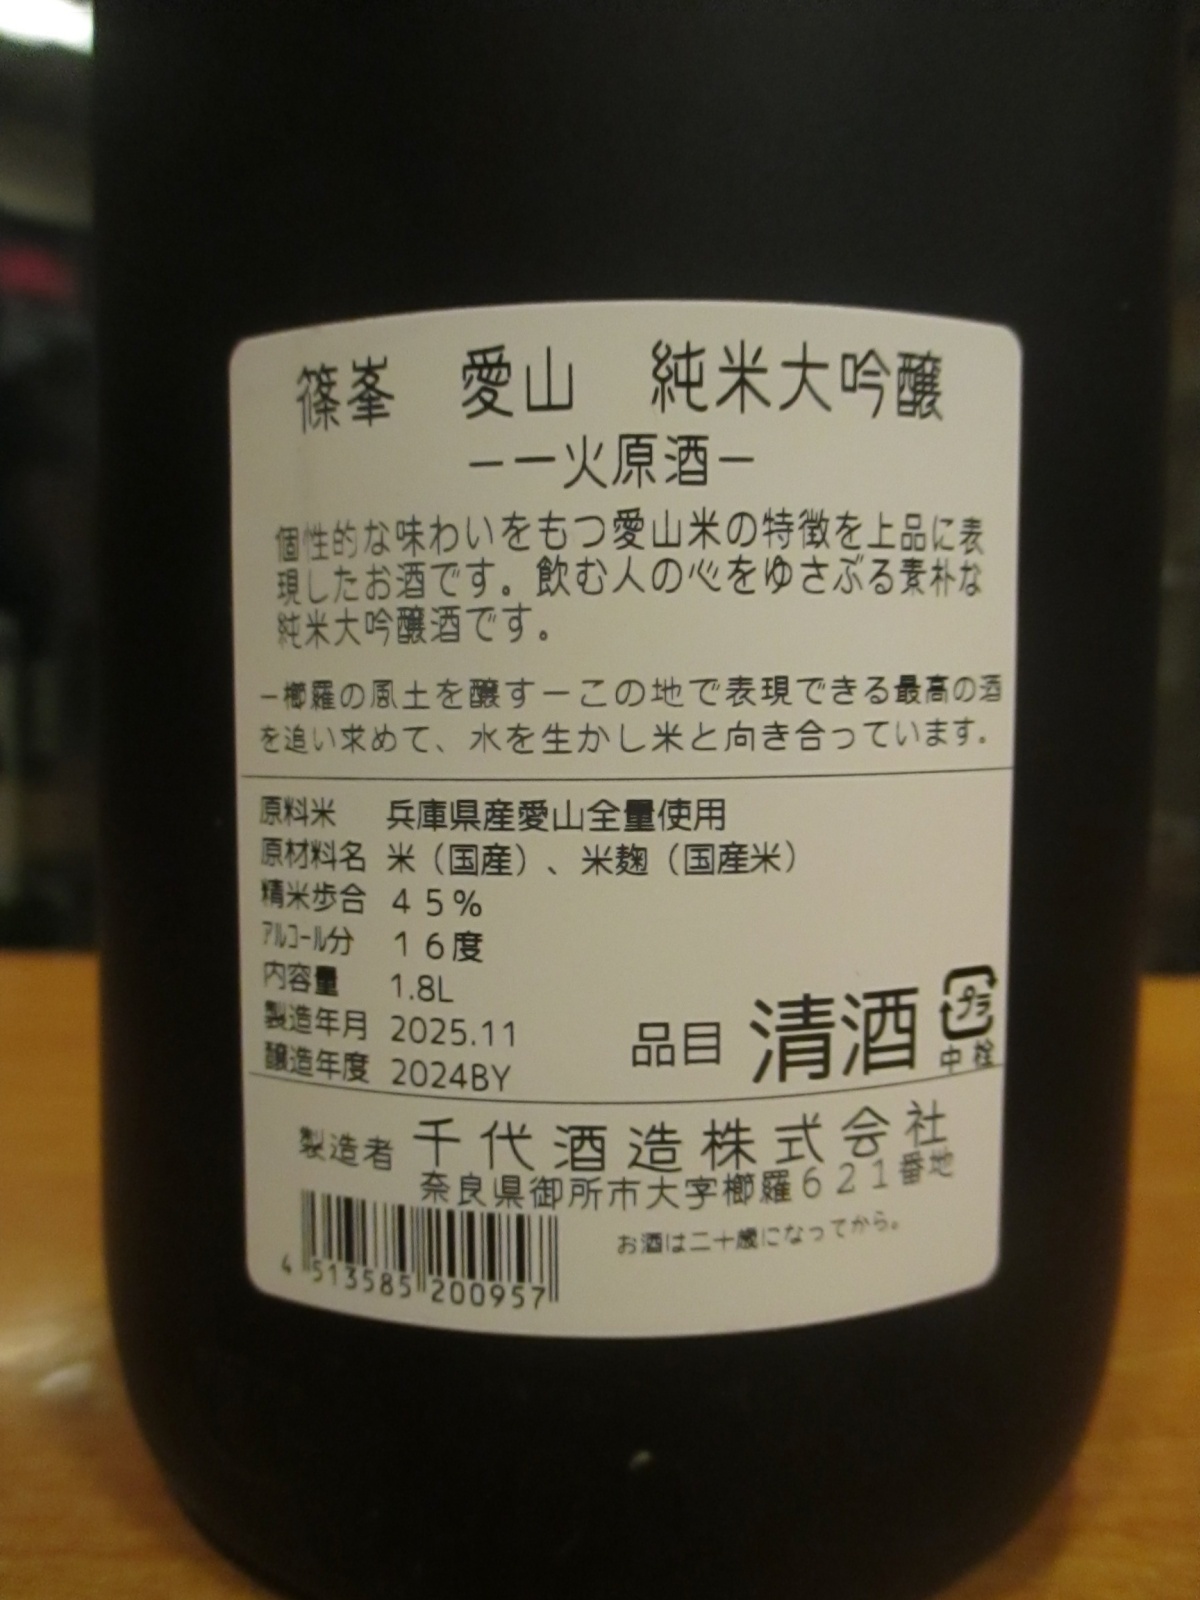 篠峯　愛山　純米大吟醸
－一火原酒－
個性的な味わいをもつ愛山米の特徴を上品に表
現したお酒です。飲む人の心をゆさぶる素朴な
純米大吟醸酒です。
－櫛羅の風土を醸す－この地で表現できる最高の酒
を追い求めて、水を生かし米と向き合っています。
原料米　兵庫県産愛山全量使用
原材料名　米（国産）、米麹（国産米）
精米歩合　４５％
ｱﾙｺｰﾙ分　１６度
内容量　1.8L
製造年月　2025.11
醸造年度　2024BY
品目　清酒
プラ
中 栓
製造者　千代酒造株式会社
奈良県御所市大字櫛羅６２１番地
お酒は二十歳になってから。
4 513585 200957